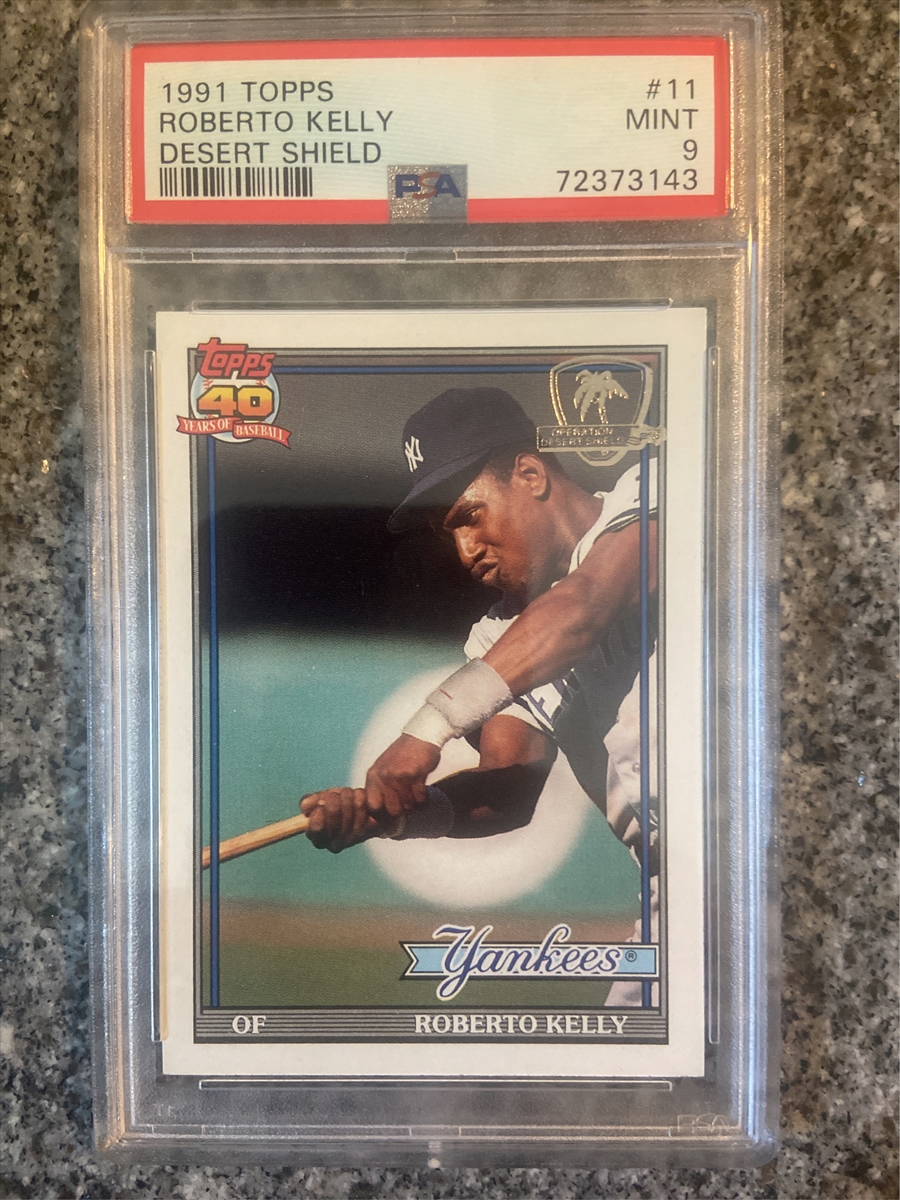 1991 TOPPS #11
ROBERTO KELLY MINT
DESERT SHIELD 9
PSA 72373143
TOPPS
40
YEARS OF BASEBALL
OPERATION
DESERT SHIELD
NY
Yankees®
OF ROBERTO KELLY
PSA